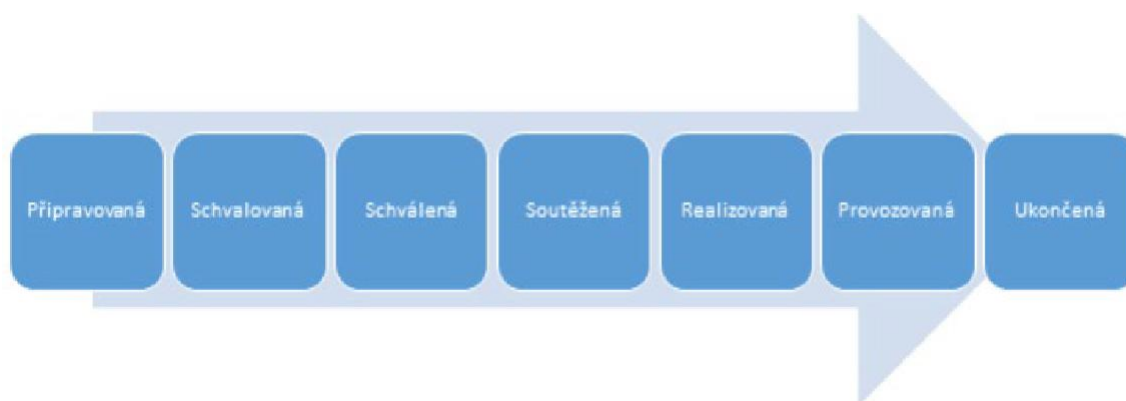 Připravovaná
Schvalovaná
Schválená
Soutěžená
Realizovaná
Provozovaná
Ukončená